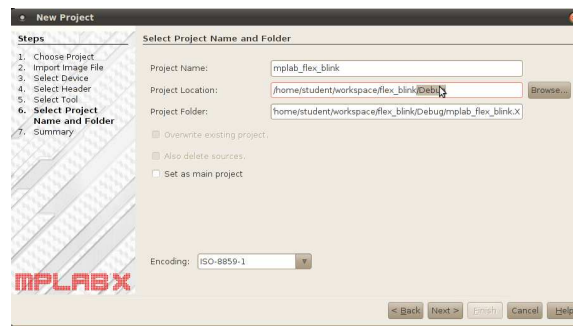 New Project
Steps
1. Choose Project
2. Import Image File
3. Select Device
4. Select Header
5. Select Tool
6. Select Project
Name and Folder
7. Summary
MPLAB X
Select Project Name and Folder
Project Name: mplab_flex_blink
Project Location: /home/student/workspace/flex_blink/Debug Browse...
Project Folder: home/student/workspace/flex_blink/Debug/mplab_flex_blink.X
Overwrite existing project.
Also delete sources.
Set as main project
Encoding: ISO-8859-1
< Back Next > Finish Cancel Help